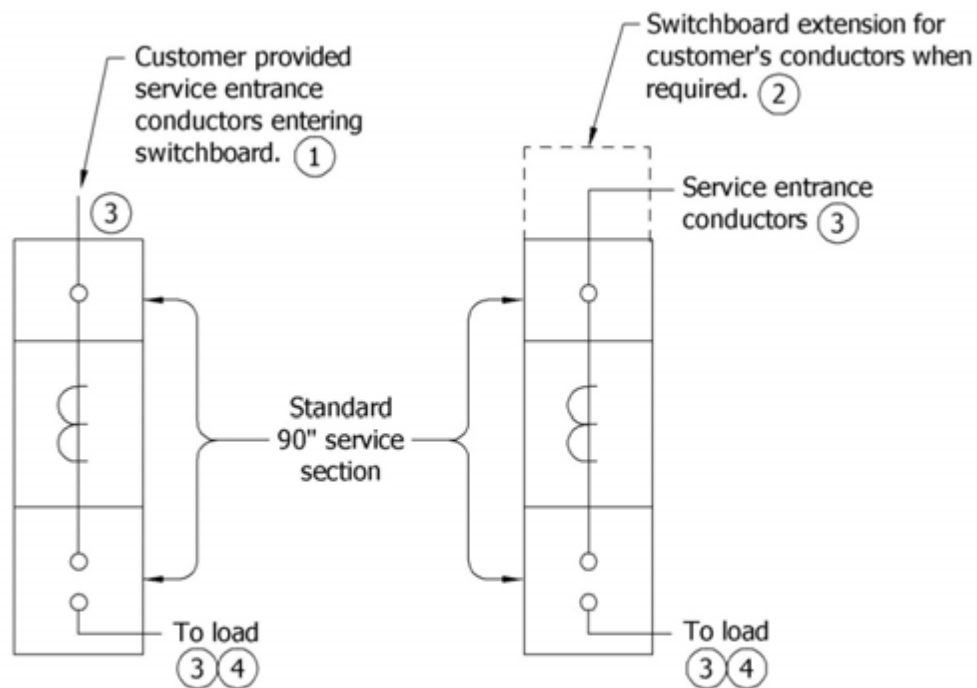 Customer provided
service entrance
conductors entering
switchboard. 1
3
Switchboard extension for
customer's conductors when
required. 2
Service entrance
conductors 3
Standard
90" service
section
To load
3 4
To load
3 4